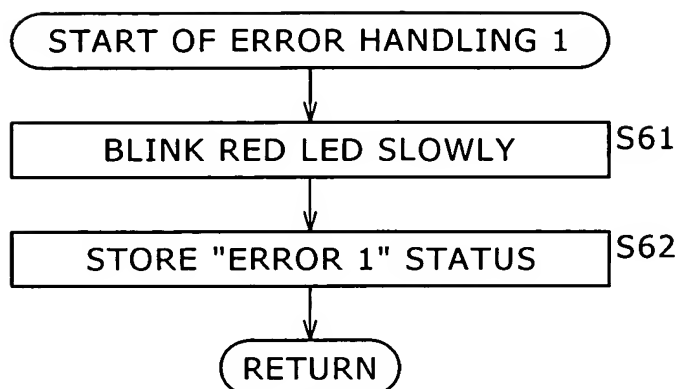 START OF ERROR HANDLING 1
BLINK RED LED SLOWLY
S61
STORE "ERROR 1" STATUS
S62
RETURN